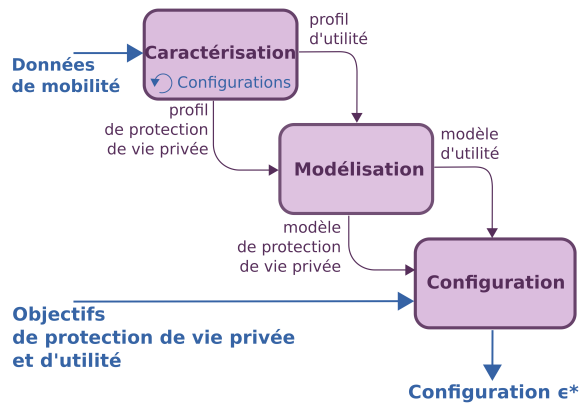 profil
d'utilité
Caractérisation
Configurations
Données
de mobilité
profil
de protection
de vie privée
modèle
d'utilité
Modélisation
modèle
de protection
de vie privée
Configuration
Objectifs
de protection de vie privée
et d'utilité
Configuration ϵ*